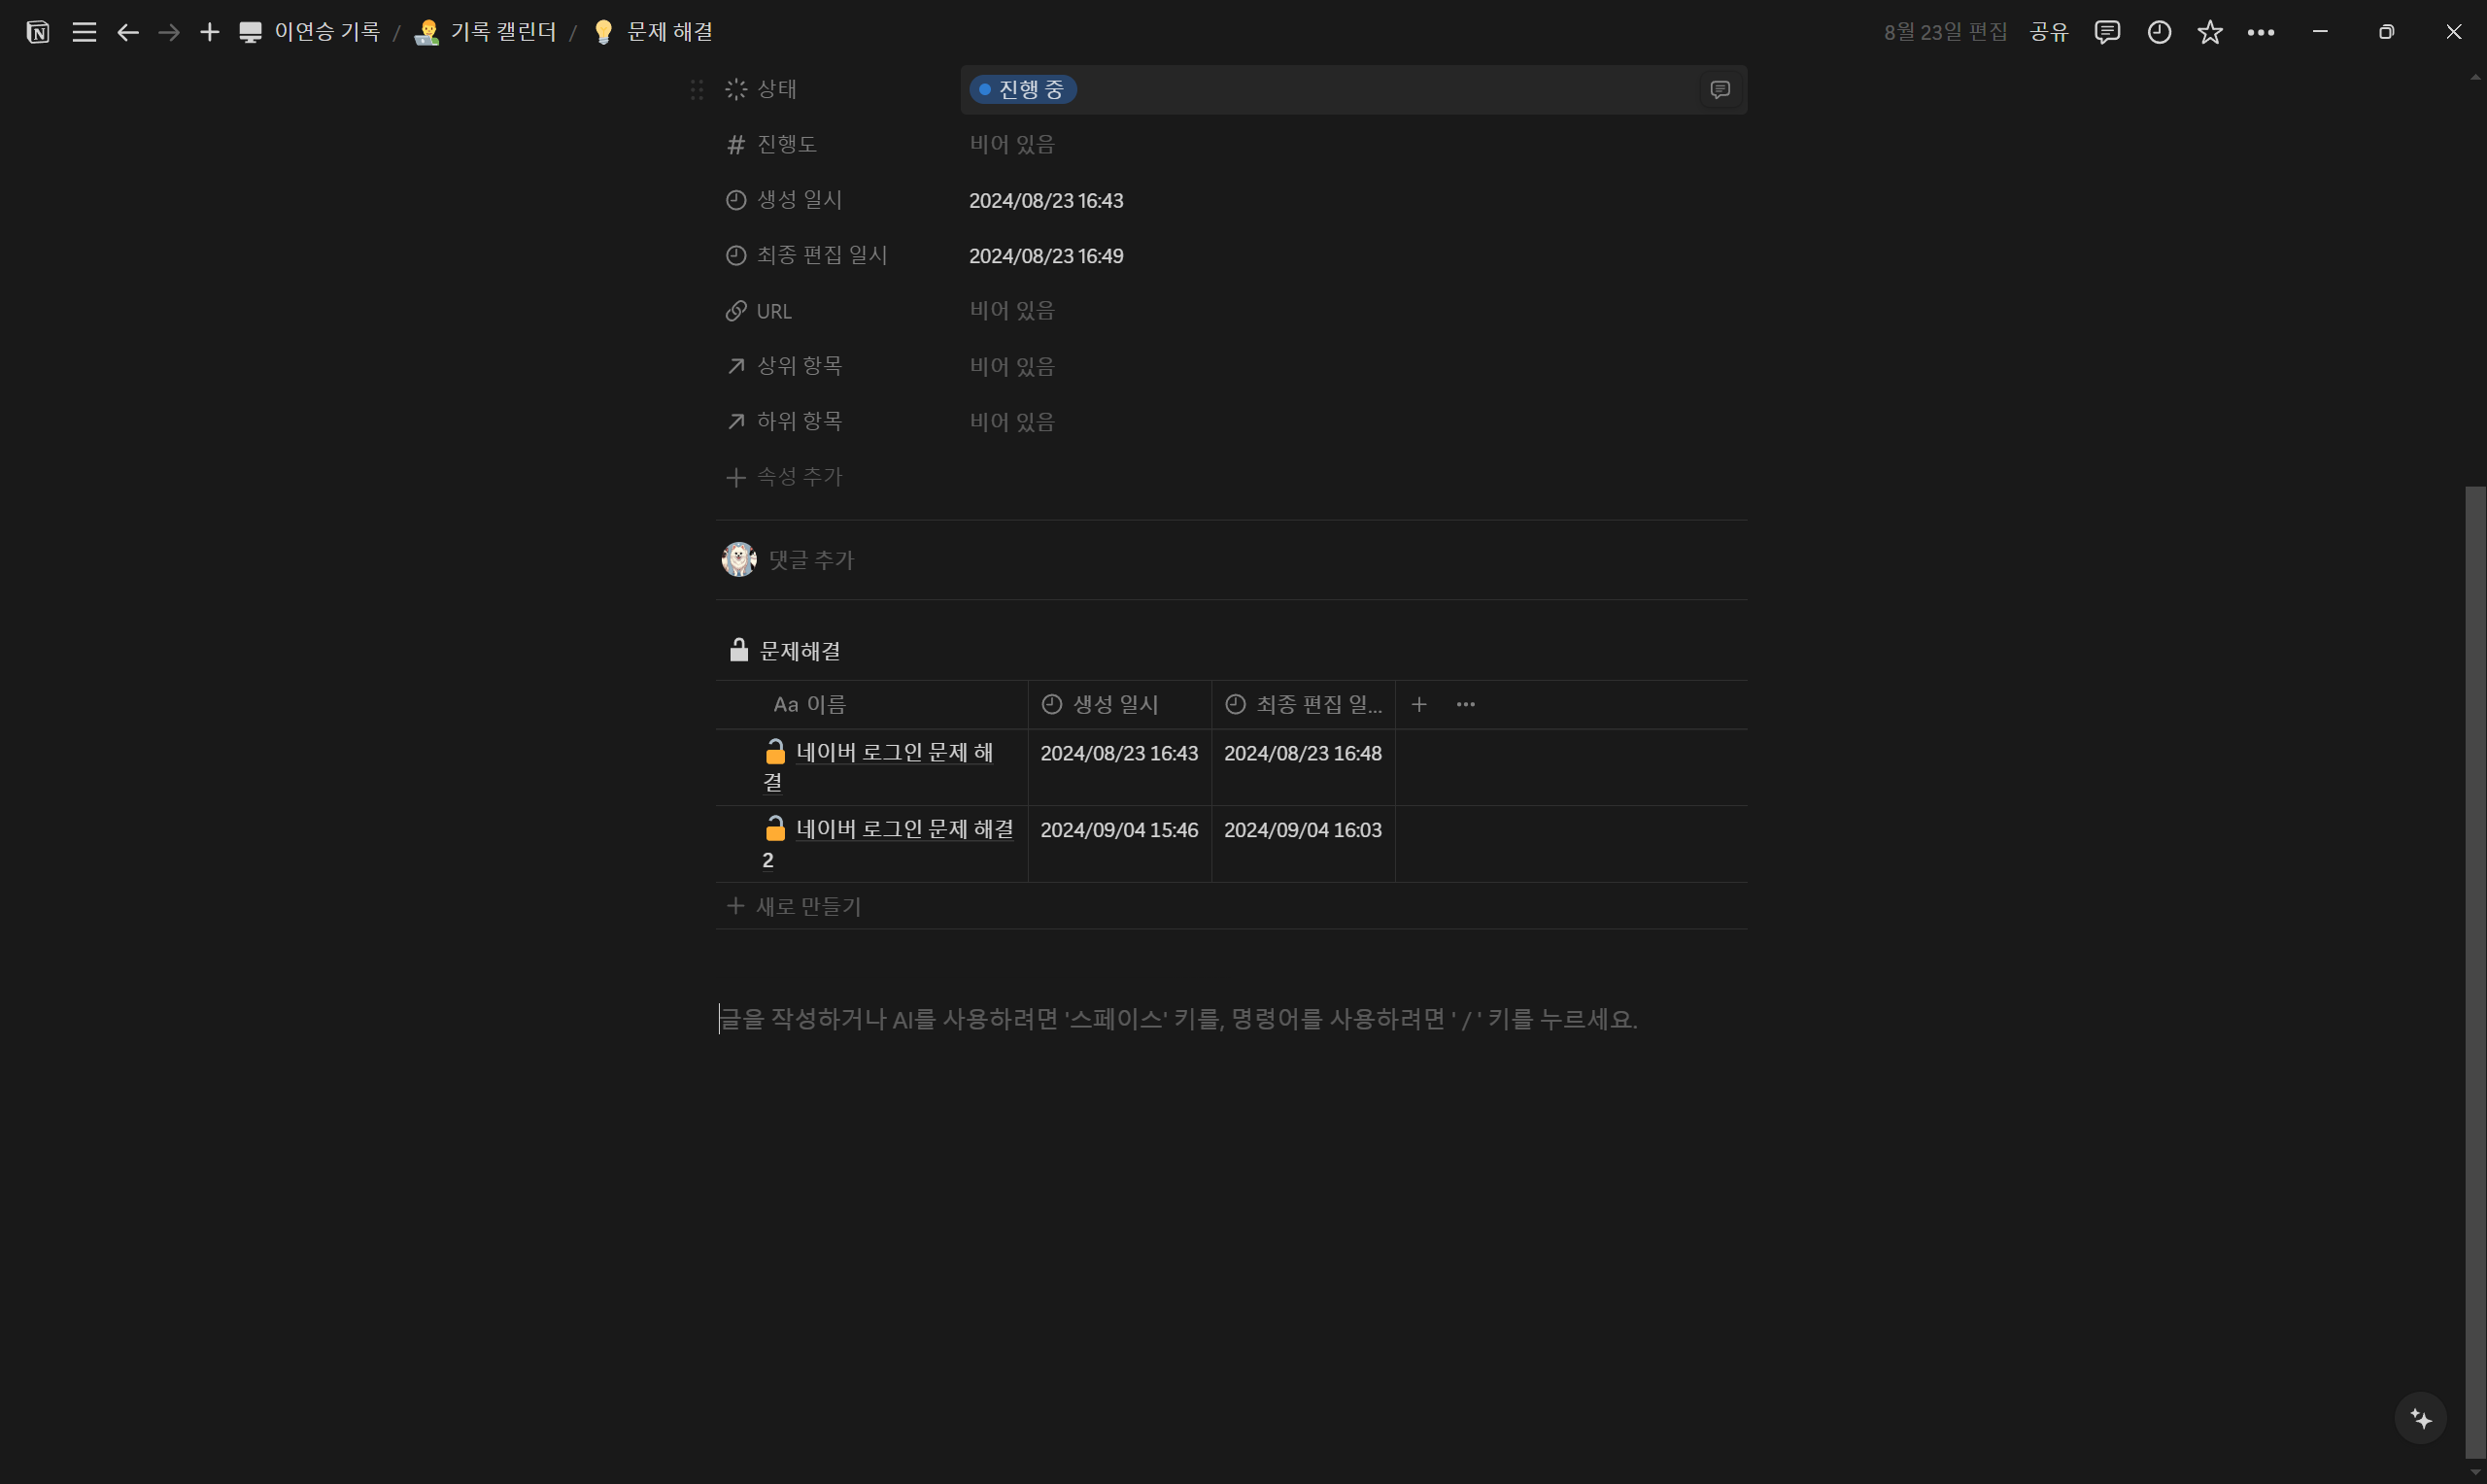 이연승 기록 / 기록 캘린더 / 문제 해결
8월 23일 편집 공유
상태 진행 중
진행도 비어 있음
생성 일시 2024/08/23 16:43
최종 편집 일시 2024/08/23 16:49
URL 비어 있음
상위 항목 비어 있음
하위 항목 비어 있음
속성 추가
댓글 추가
문제해결
Aa 이름 생성 일시 최종 편집 일...
네이버 로그인 문제 해 2024/08/23 16:43 2024/08/23 16:48
결
네이버 로그인 문제 해결 2024/09/04 15:46 2024/09/04 16:03
2
새로 만들기
글을 작성하거나 AI를 사용하려면 '스페이스' 키를, 명령어를 사용하려면 ' / ' 키를 누르세요.